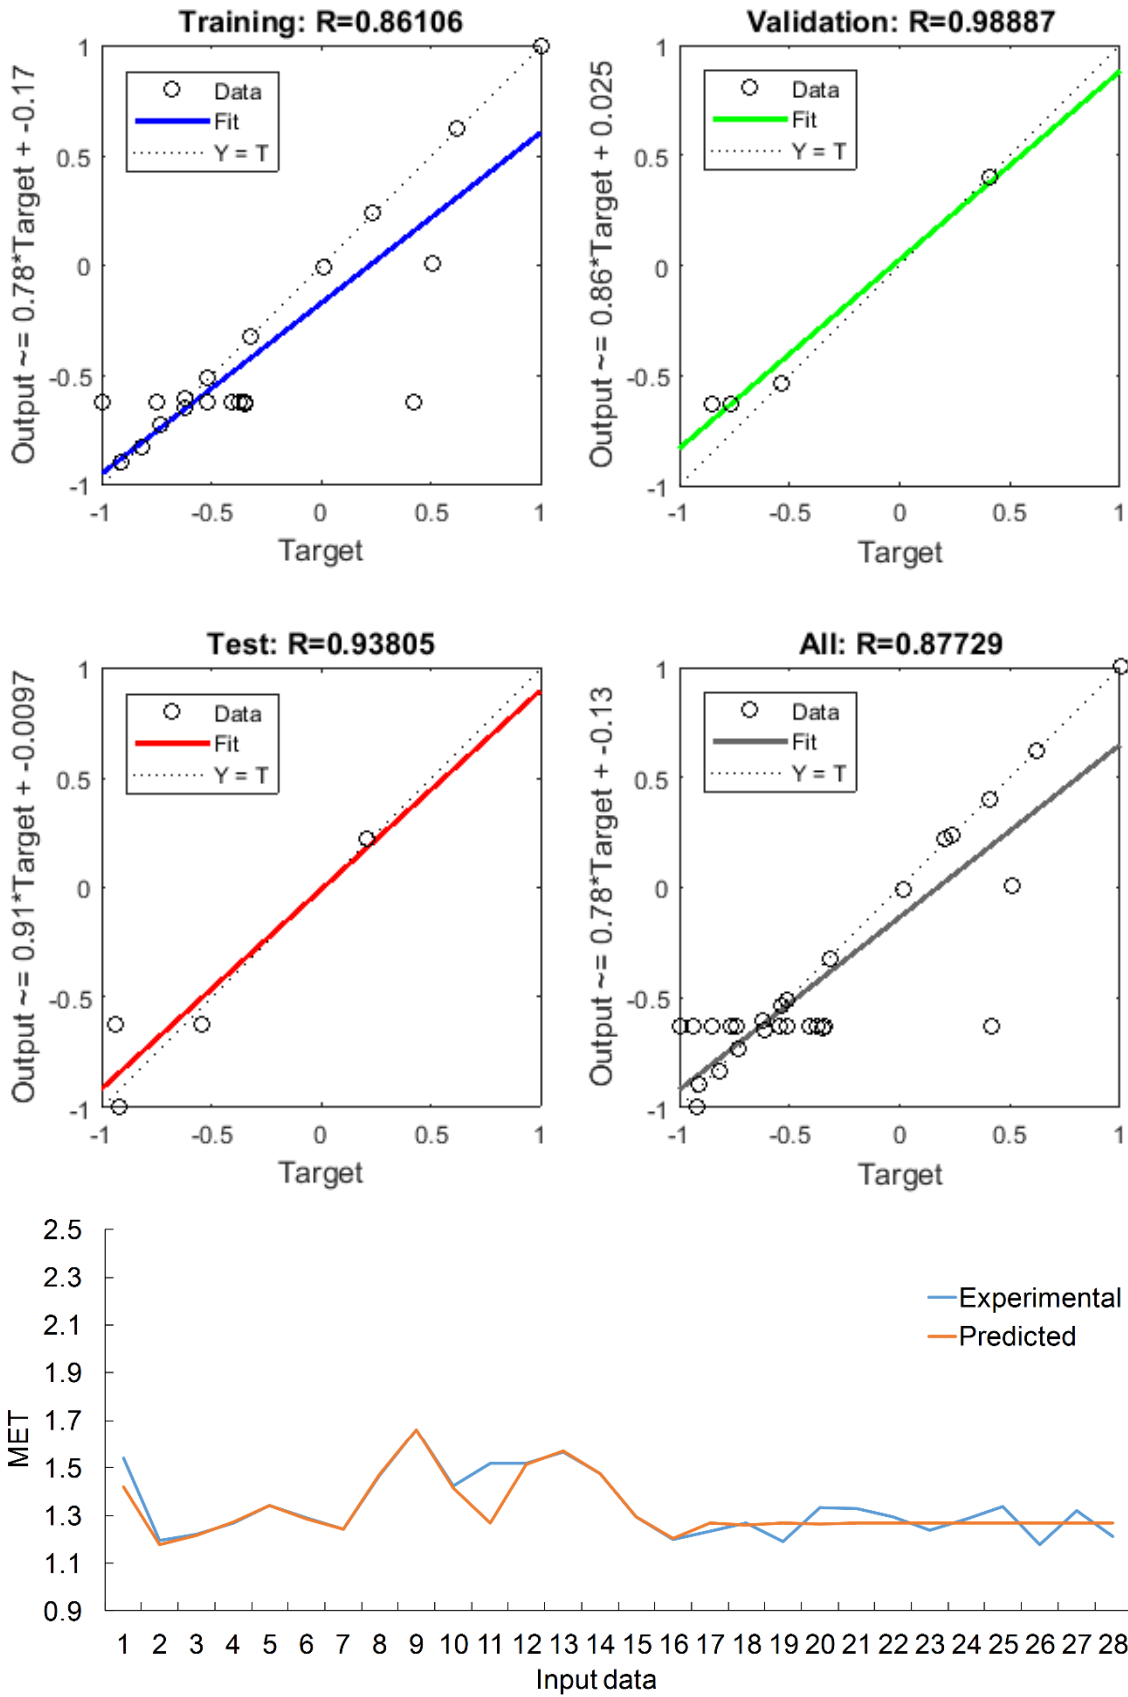 Training: R=0.86106
Output ~= 0.78*Target + -0.17
1
0.5
0
-0.5
-1
Data
Fit
Y = T
-1 -0.5 0 0.5 1
Target
Validation: R=0.98887
Output ~= 0.86*Target + 0.025
1
0.5
0
-0.5
-1
Data
Fit
Y = T
-1 -0.5 0 0.5 1
Target
Test: R=0.93805
Output ~= 0.91*Target + -0.0097
1
0.5
0
-0.5
-1
Data
Fit
Y = T
-1 -0.5 0 0.5 1
Target
All: R=0.87729
Output ~= 0.78*Target + -0.13
1
0.5
0
-0.5
-1
Data
Fit
Y = T
-1 -0.5 0 0.5 1
Target
MET
2.5
2.3
2.1
1.9
1.7
1.5
1.3
1.1
0.9
Experimental
Predicted
1 2 3 4 5 6 7 8 9 10 11 12 13 14 15 16 17 18 19 20 21 22 23 24 25 26 27 28
Input data